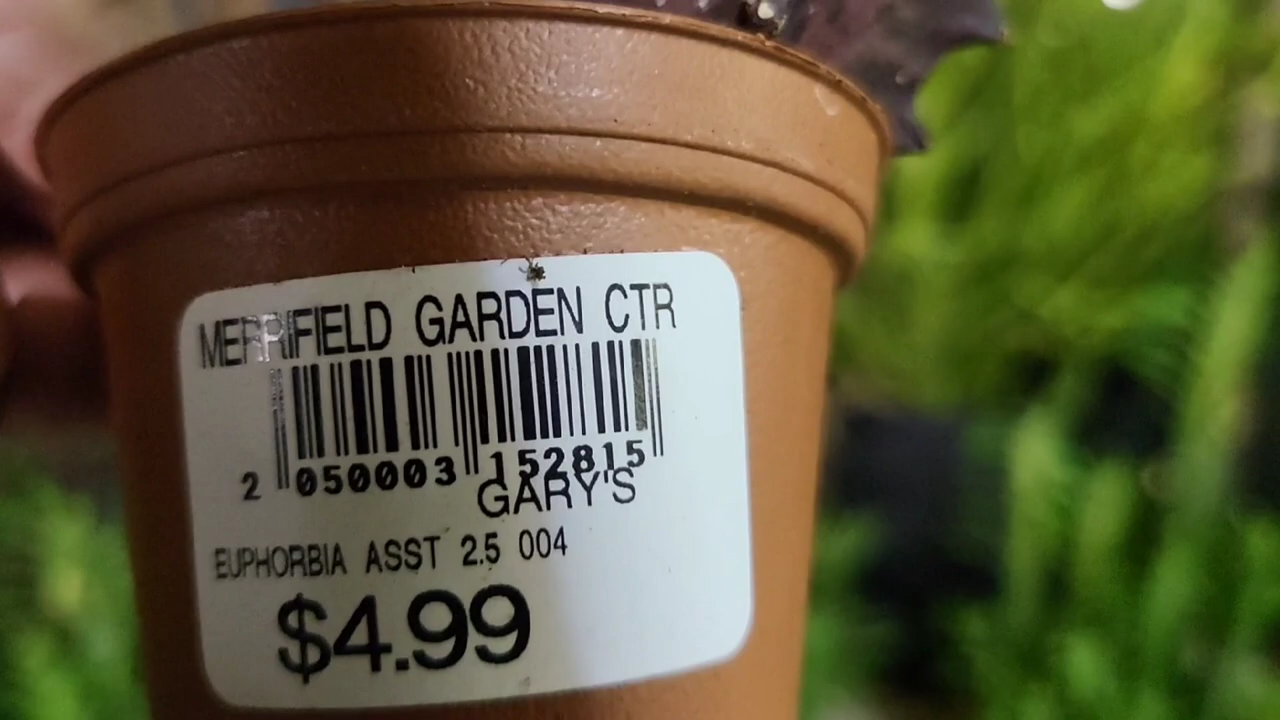 MERRIFIELD GARDEN CTR
2 050003 152815
GARY'S
EUPHORBIA ASST 2.5 004
$4.99